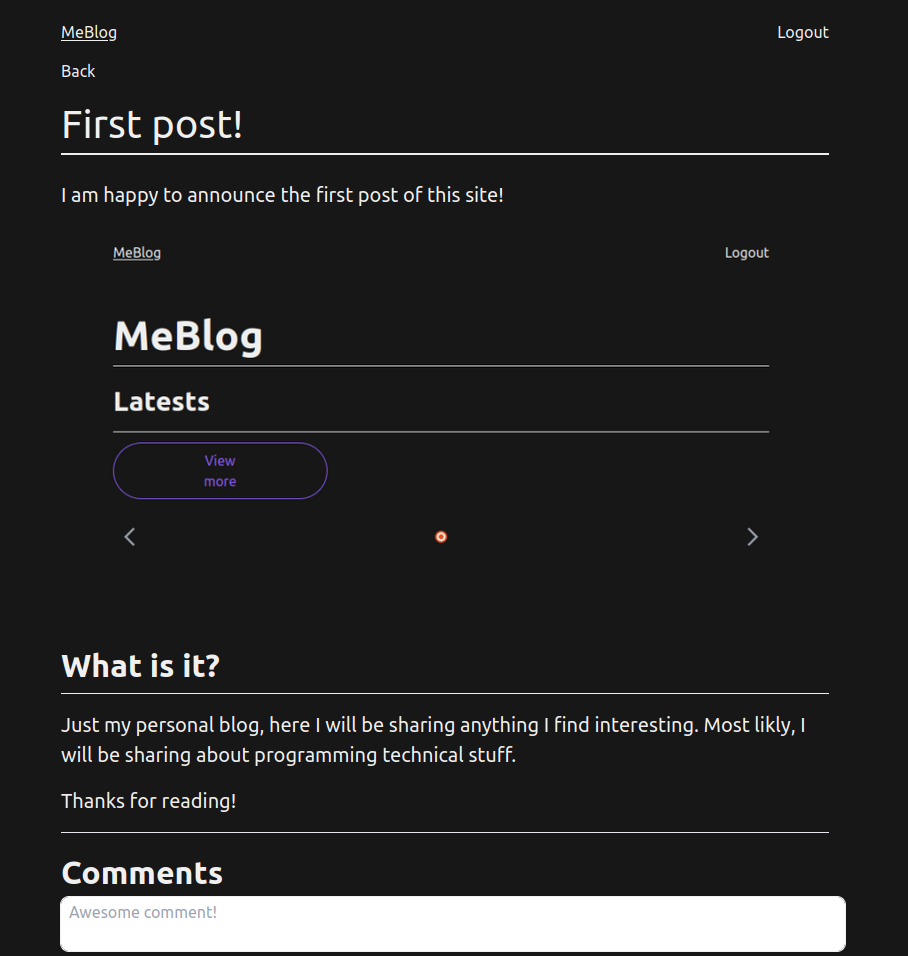 MeBlog
Logout
Back
First post!
I am happy to announce the first post of this site!
MeBlog
Logout
MeBlog
Latests
View
more
What is it?
Just my personal blog, here I will be sharing anything I find interesting. Most likly, I
will be sharing about programming technical stuff.
Thanks for reading!
Comments
Awesome comment!